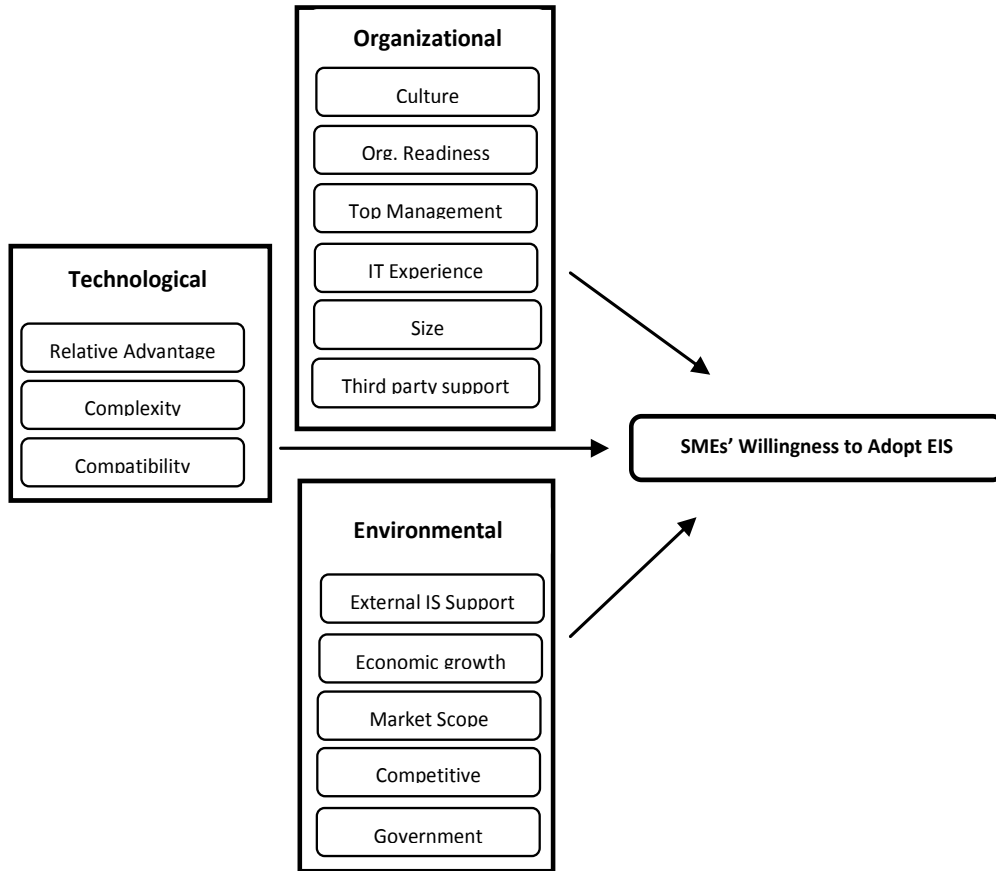 Organizational
Culture
Org. Readiness
Top Management
IT Experience
Size
Third party support
Technological
Relative Advantage
Complexity
Compatibility
SMEs’ Willingness to Adopt EIS
Environmental
External IS Support
Economic growth
Market Scope
Competitive
Government